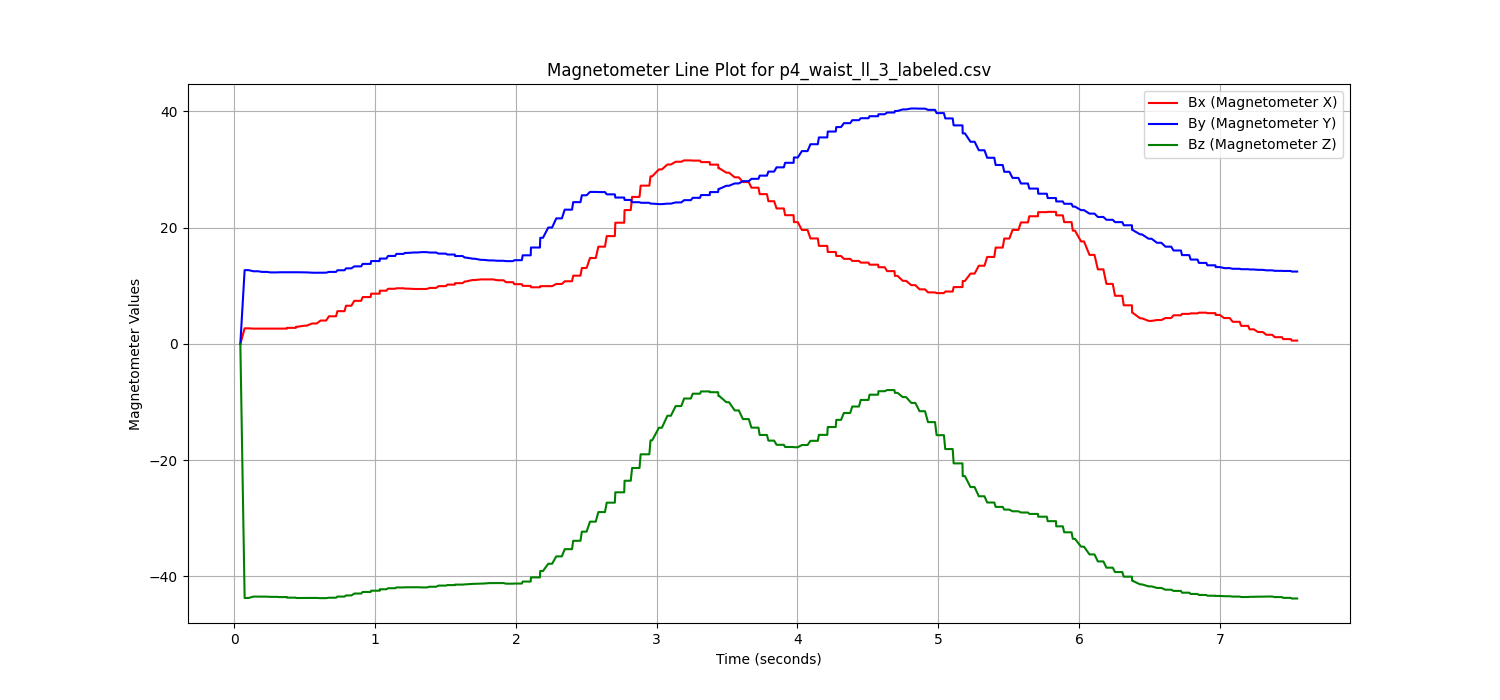 Magnetometer Line Plot for p4_waist_ll_3_labeled.csv
Bx (Magnetometer X)
By (Magnetometer Y)
Bz (Magnetometer Z)
Magnetometer Values
40
20
0
−20
−40
0 1 2 3 4 5 6 7
Time (seconds)